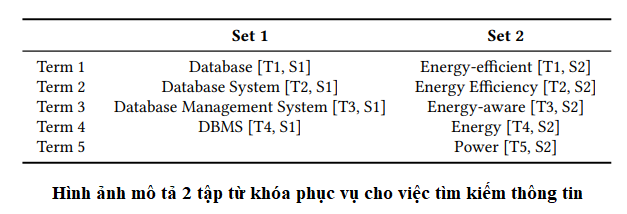 Set 1 Set 2
Term 1 Database [T1, S1] Energy-efficient [T1, S2]
Term 2 Database System [T2, S1] Energy Efficiency [T2, S2]
Term 3 Database Management System [T3, S1] Energy-aware [T3, S2]
Term 4 DBMS [T4, S1] Energy [T4, S2]
Term 5 Power [T5, S2]
Hình ảnh mô tả 2 tập từ khóa phục vụ cho việc tìm kiếm thông tin